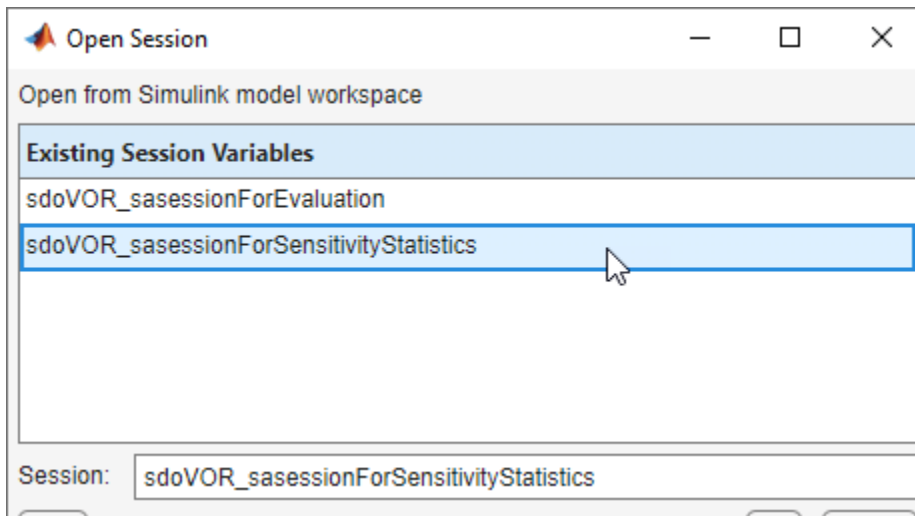 Open Session
Open from Simulink model workspace
Existing Session Variables
sdoVOR_sasessionForEvaluation
sdoVOR_sasessionForSensitivityStatistics
Session: sdoVOR_sasessionForSensitivityStatistics